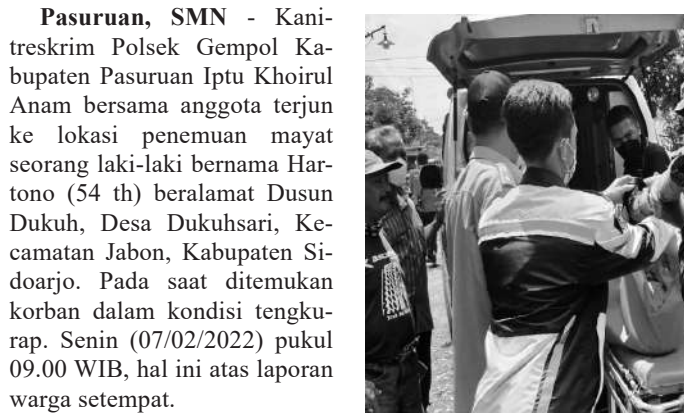 Pasuruan, SMN - Kani-
treskrim Polsek Gempol Ka-
bupaten Pasuruan Iptu Khoirul
Anam bersama anggota terjun
ke lokasi penemuan mayat
seorang laki-laki bernama Har-
tono (54 th) beralamat Dusun
Dukuh, Desa Dukuhsari, Ke-
camatan Jabon, Kabupaten Si-
doarjo. Pada saat ditemukan
korban dalam kondisi tengku-
rap. Senin (07/02/2022) pukul
09.00 WIB, hal ini atas laporan
warga setempat.